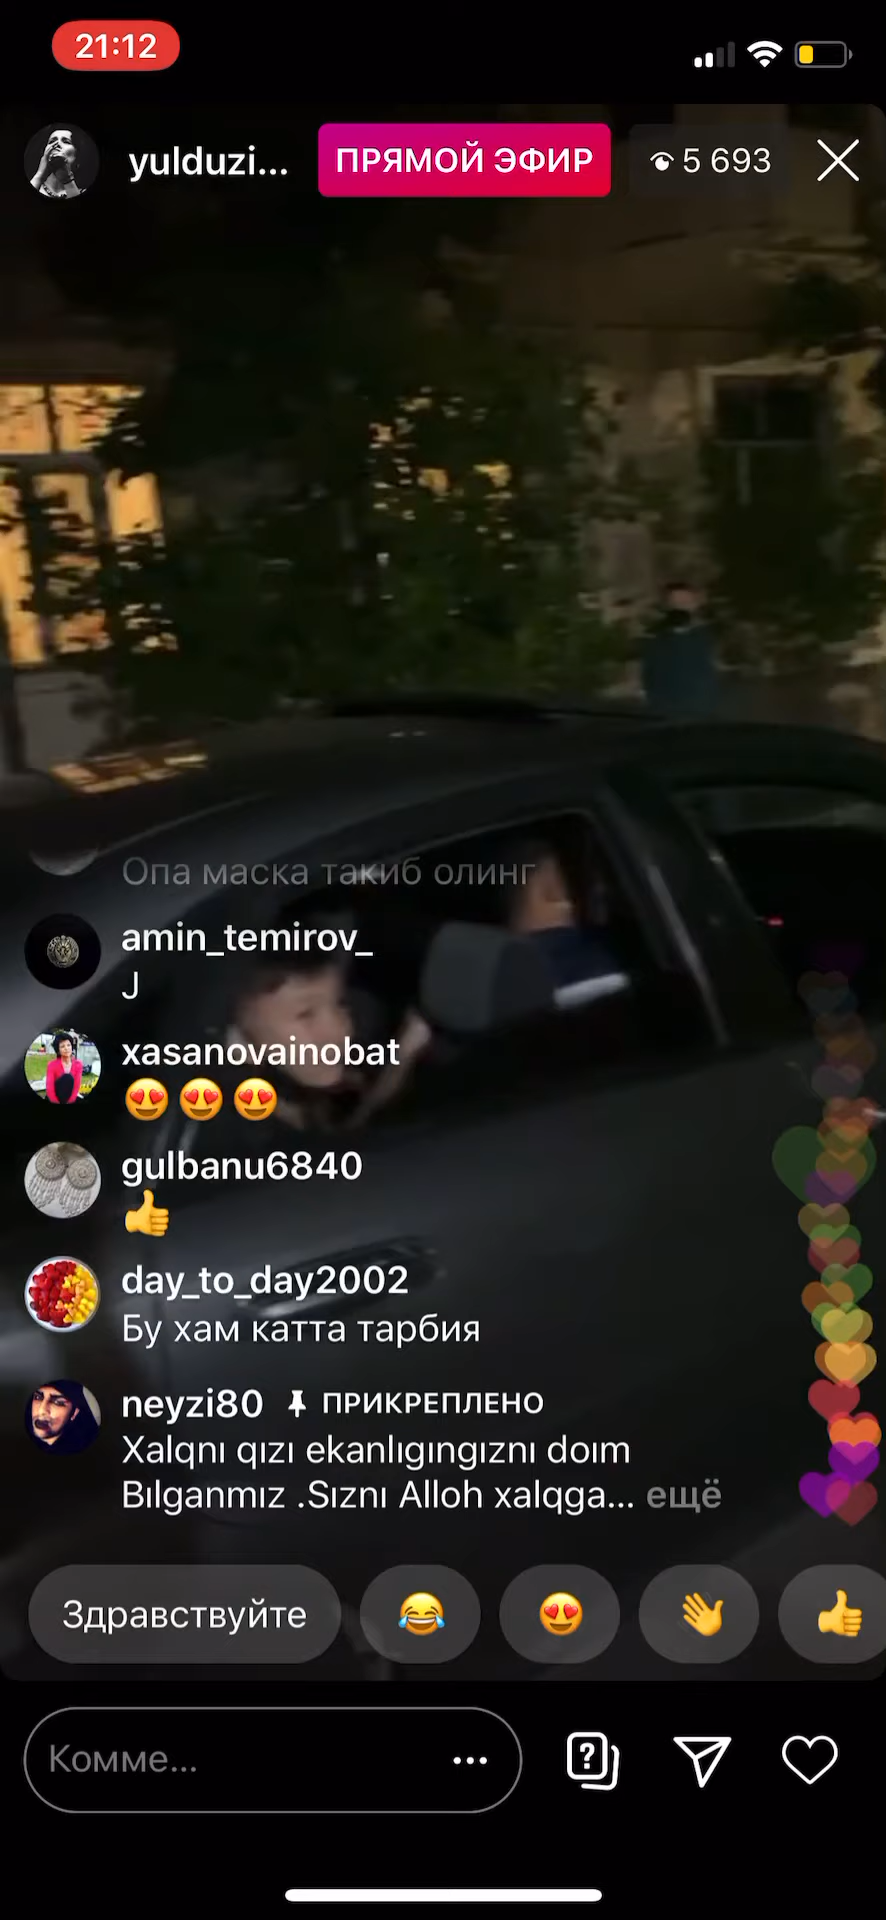 21:12
yulduzi...
ПРЯМОЙ ЭФИР
5 693
Опа маска такиб олинг
amin_temirov_
J
xasanovainobat
😍😍😍
gulbanu6840
👍
day_to_day2002
Бу хам катта тарбия
neyzi80 ПРИКРЕПЛЕНО
Xalqnı qızı ekanlıgıngıznı doım
Bılganmız .Sıznı Alloh xalqga... ещё
Здравствуйте
Комме...